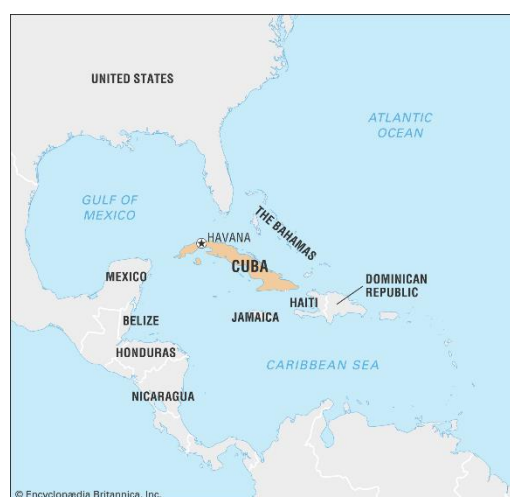 UNITED STATES
ATLANTIC
OCEAN
GULF OF
MEXICO
THE BAHAMAS
HAVANA
CUBA
MEXICO
DOMINICAN
REPUBLIC
HAITI
JAMAICA
BELIZE
HONDURAS
CARIBBEAN SEA
NICARAGUA
© Encyclopædia Britannica, Inc.